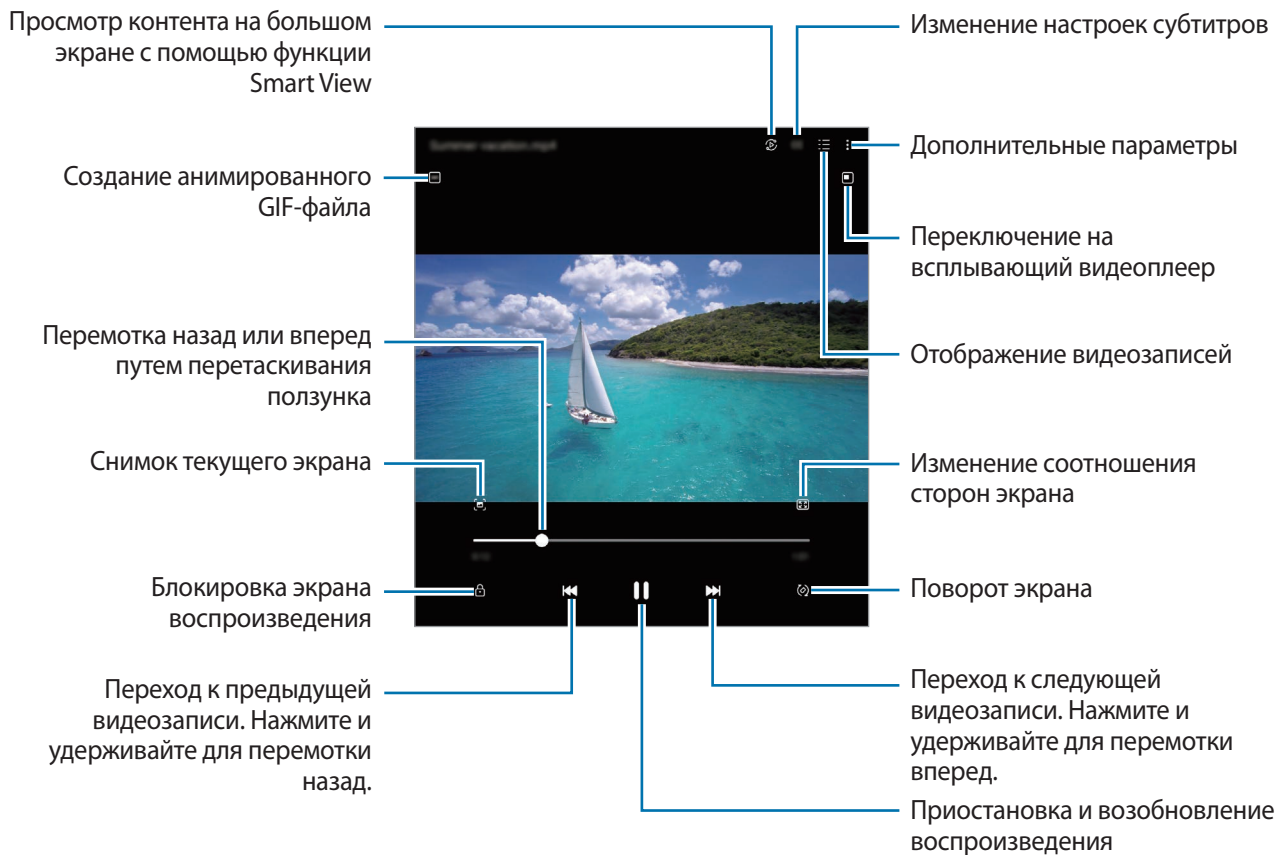 Просмотр контента на большом
экране с помощью функции
Smart View
Изменение настроек субтитров
Summer vacation.mp4
Дополнительные параметры
Создание анимированного
GIF-файла
Переключение на
всплывающий видеоплеер
Перемотка назад или вперед
путем перетаскивания
ползунка
Отображение видеозаписей
Снимок текущего экрана
Изменение соотношения
сторон экрана
Блокировка экрана
воспроизведения
Поворот экрана
Переход к предыдущей
видеозаписи. Нажмите и
удерживайте для перемотки
назад.
Переход к следующей
видеозаписи. Нажмите и
удерживайте для перемотки
вперед.
Приостановка и возобновление
воспроизведения